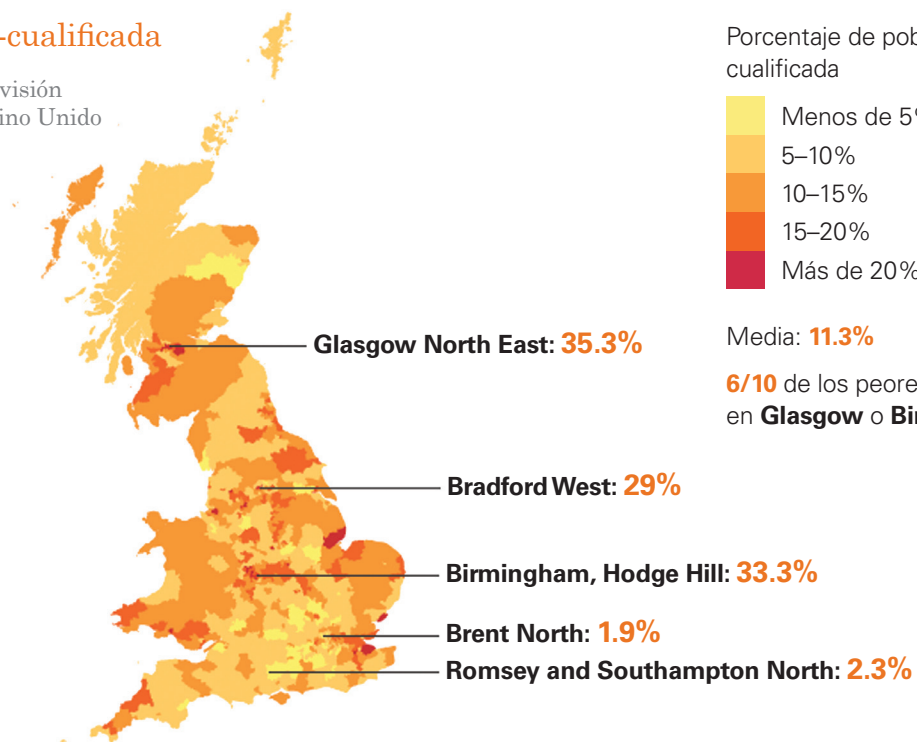 -cualificada
visión
ino Unido
Porcentaje de pob
cualificada
Menos de 5%
5–10%
10–15%
15–20%
Más de 20%
Media: 11.3%
6/10 de los peore
en Glasgow o Bir
Glasgow North East: 35.3%
Bradford West: 29%
Birmingham, Hodge Hill: 33.3%
Brent North: 1.9%
Romsey and Southampton North: 2.3%